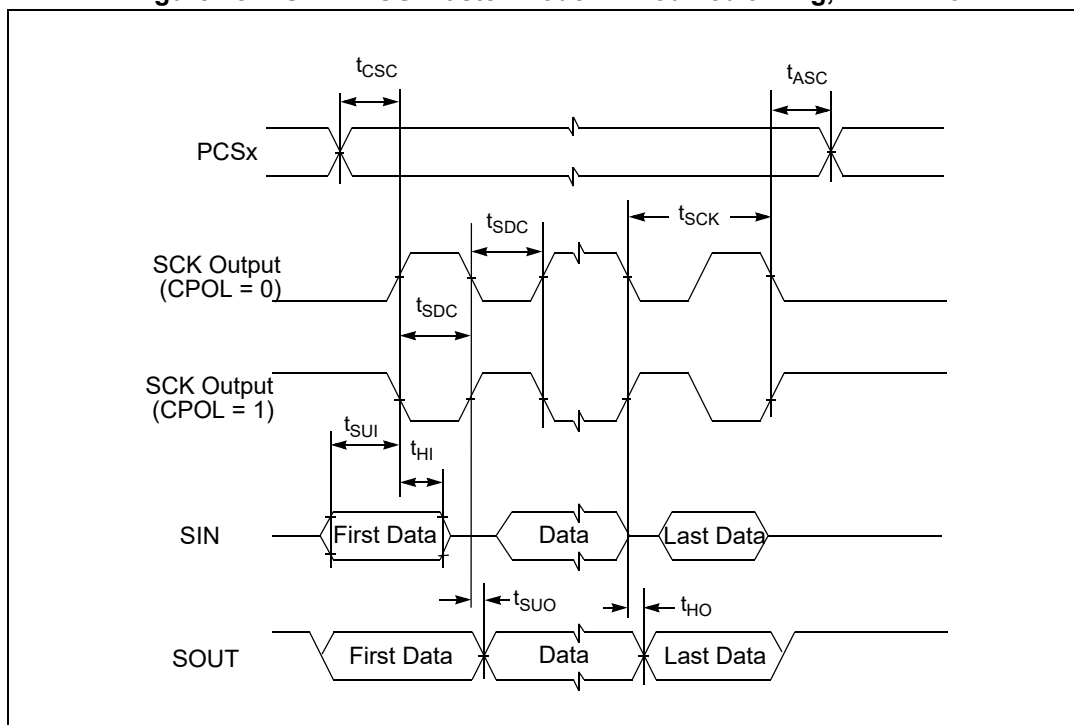 tCSC
tASC
PCSx
tSDC
tSCK
SCK Output
(CPOL = 0)
tSDC
SCK Output
(CPOL = 1)
tSUI
tHI
SIN
First Data
Data
Last Data
tSUO
tHO
SOUT
First Data
Data
Last Data